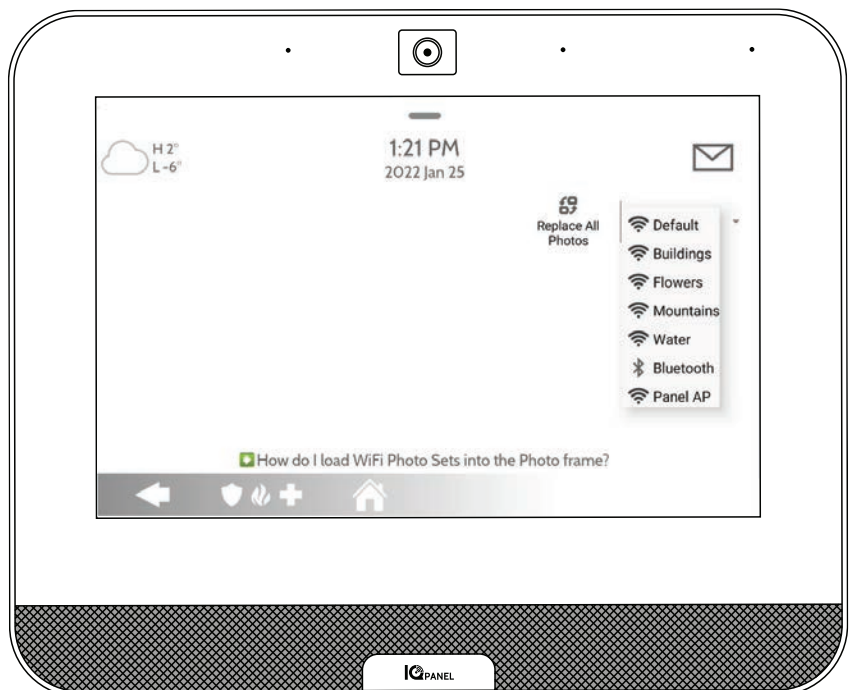 H 2°
L -6°
1:21 PM
2022 Jan 25
Replace All
Photos
Default
Buildings
Flowers
Mountains
Water
Bluetooth
Panel AP
How do I load WiFi Photo Sets into the Photo frame?
IQ PANEL